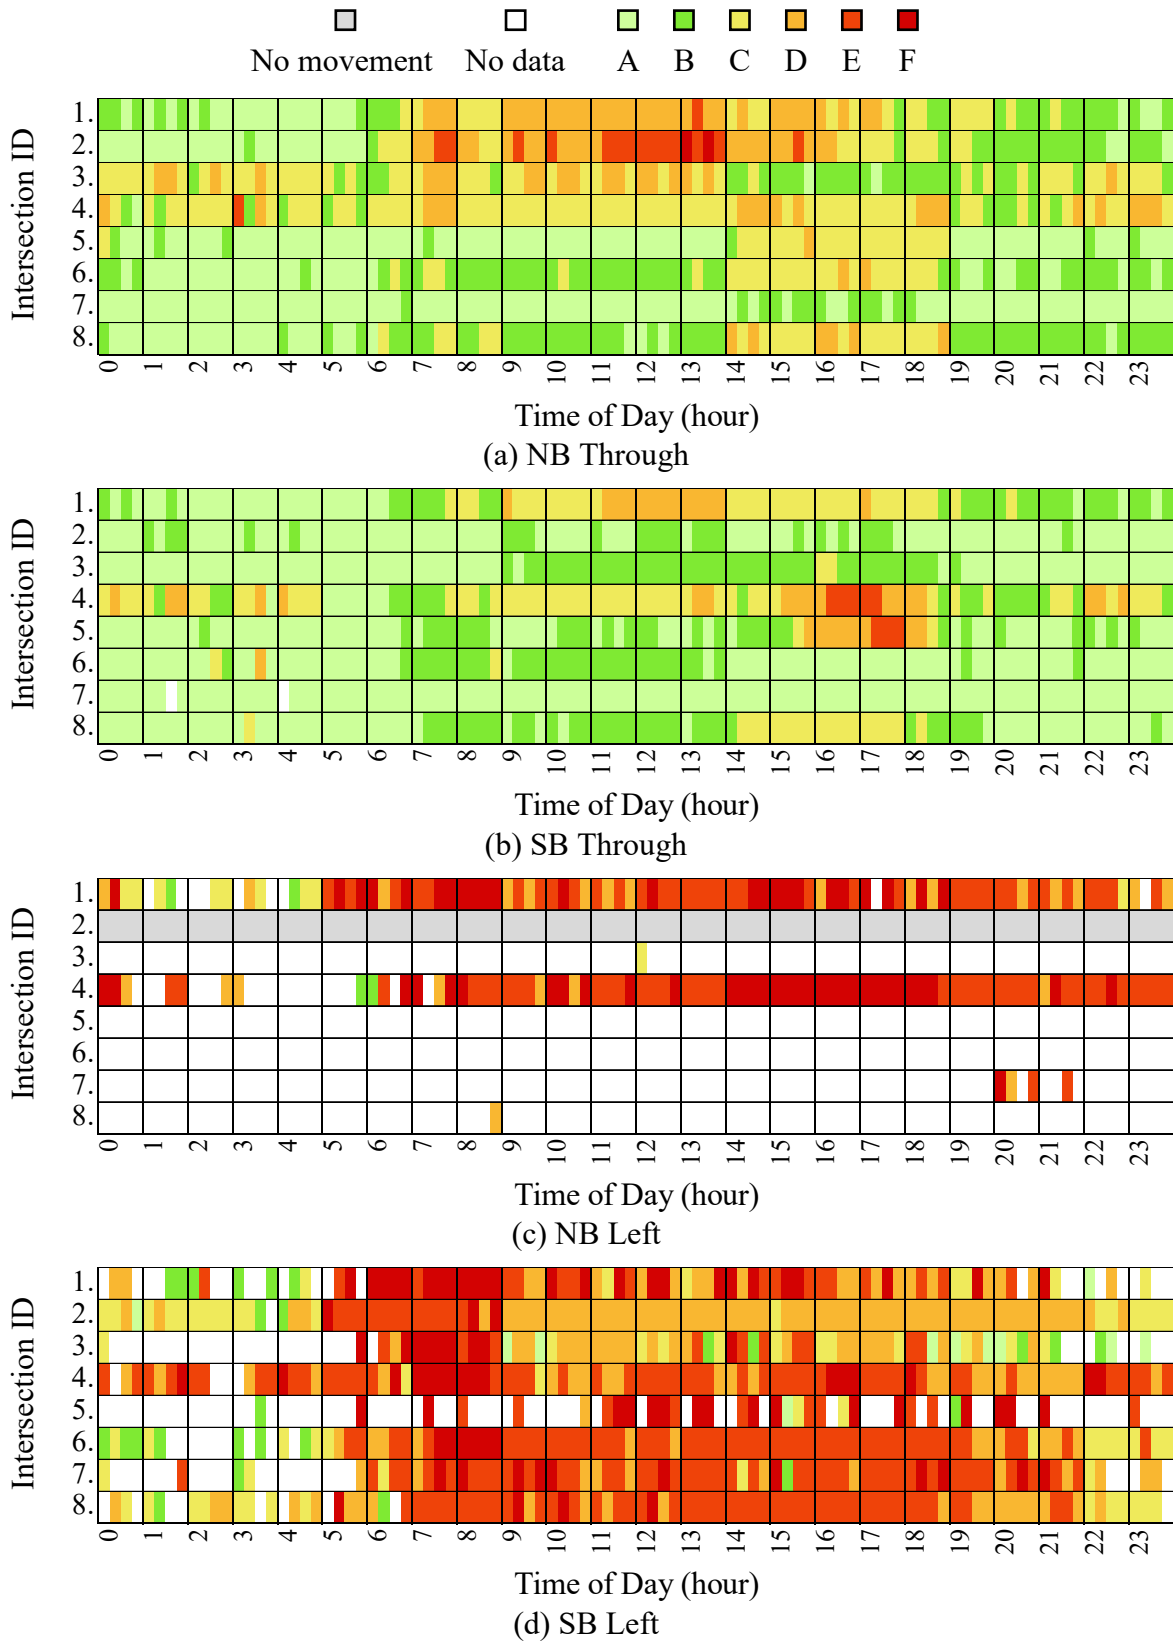 No movement No data A B C D E F
Intersection ID
1.
2.
3.
4.
5.
6.
7.
8.
0 1 2 3 4 5 6 7 8 9 10 11 12 13 14 15 16 17 18 19 20 21 22 23
Time of Day (hour)
(a) NB Through
Intersection ID
1.
2.
3.
4.
5.
6.
7.
8.
0 1 2 3 4 5 6 7 8 9 10 11 12 13 14 15 16 17 18 19 20 21 22 23
Time of Day (hour)
(b) SB Through
Intersection ID
1.
2.
3.
4.
5.
6.
7.
8.
0 1 2 3 4 5 6 7 8 9 10 11 12 13 14 15 16 17 18 19 20 21 22 23
Time of Day (hour)
(c) NB Left
Intersection ID
1.
2.
3.
4.
5.
6.
7.
8.
0 1 2 3 4 5 6 7 8 9 10 11 12 13 14 15 16 17 18 19 20 21 22 23
Time of Day (hour)
(d) SB Left